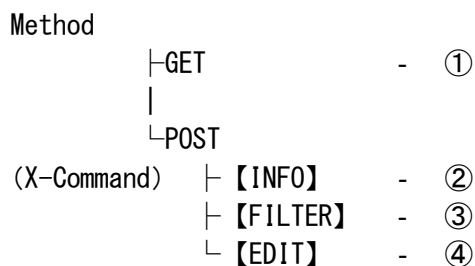 Method
├GET - ①
|
└POST
(X-Command) ├【INFO】 - ②
├【FILTER】 - ③
└【EDIT】 - ④